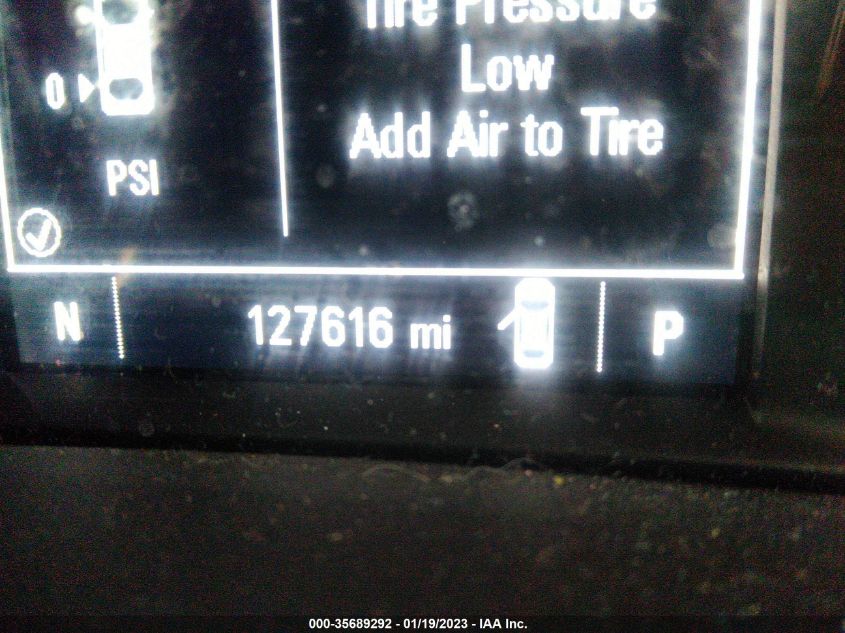 Tire Pressure
Low
Add Air to Tire
0
PSI
N
127616 mi
P
000-35689292 - 01/19/2023 - IAA Inc.